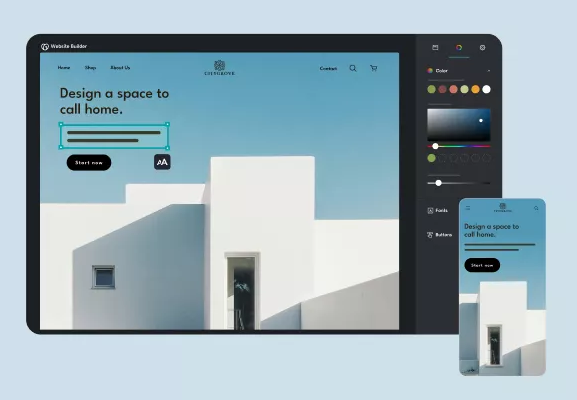 Website Builder
Home
Shop
About Us
Contact
Design a space to
call home.
Start now
AA
Color
Fonts
Buttons
Design a space to
call home.
Start now